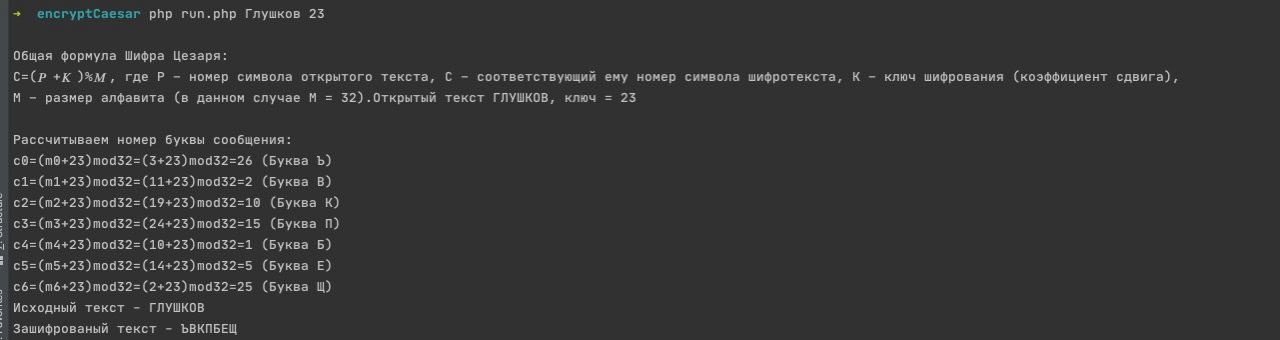 → encryptCaesar php run.php Глушков 23
Общая формула Шифра Цезаря:
C=(P +K )%M, где P – номер символа открытого текста, C – соответствующий ему номер символа шифротекста, K – ключ шифрования (коэффициент сдвига),
M – размер алфавита (в данном случае M = 32).Открытый текст ГЛУШКОВ, ключ = 23
Рассчитываем номер буквы сообщения:
c0=(m0+23)mod32=(3+23)mod32=26 (Буква Ъ)
c1=(m1+23)mod32=(11+23)mod32=2 (Буква В)
c2=(m2+23)mod32=(19+23)mod32=10 (Буква К)
c3=(m3+23)mod32=(24+23)mod32=15 (Буква П)
c4=(m4+23)mod32=(10+23)mod32=1 (Буква Б)
c5=(m5+23)mod32=(14+23)mod32=5 (Буква Е)
c6=(m6+23)mod32=(2+23)mod32=25 (Буква Щ)
Исходный текст – ГЛУШКОВ
Зашифрованый текст – ЪВКПБЕЩ